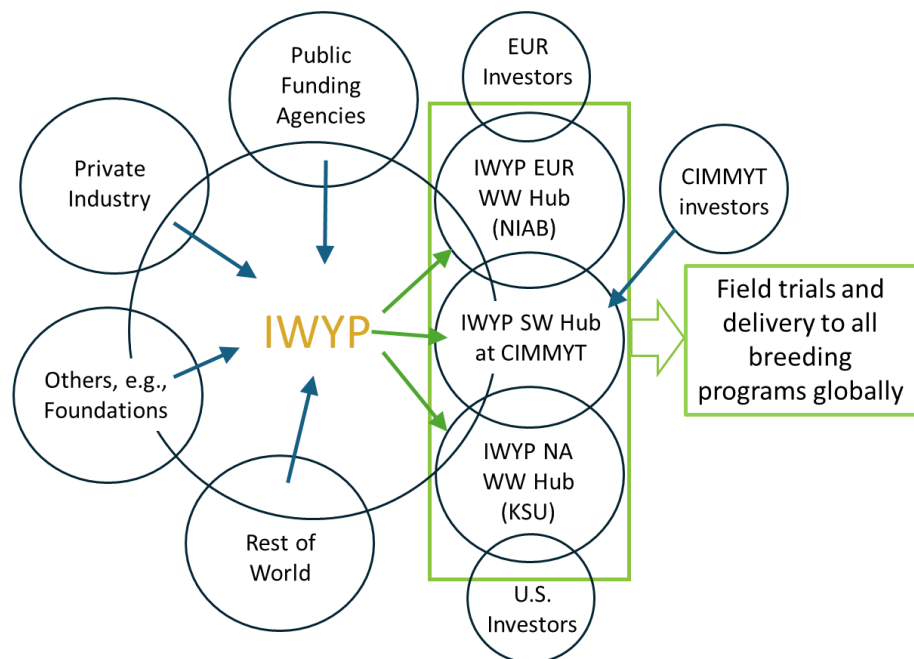 Public
Funding
Agencies
EUR
Investors
Private
Industry
IWYP EUR
WW Hub
(NIAB)
CIMMYT
investors
IWYP
IWYP SW Hub
at CIMMYT
Field trials and
delivery to all
breeding
programs globally
Others, e.g.,
Foundations
IWYP NA
WW Hub
(KSU)
Rest of
World
U.S.
Investors